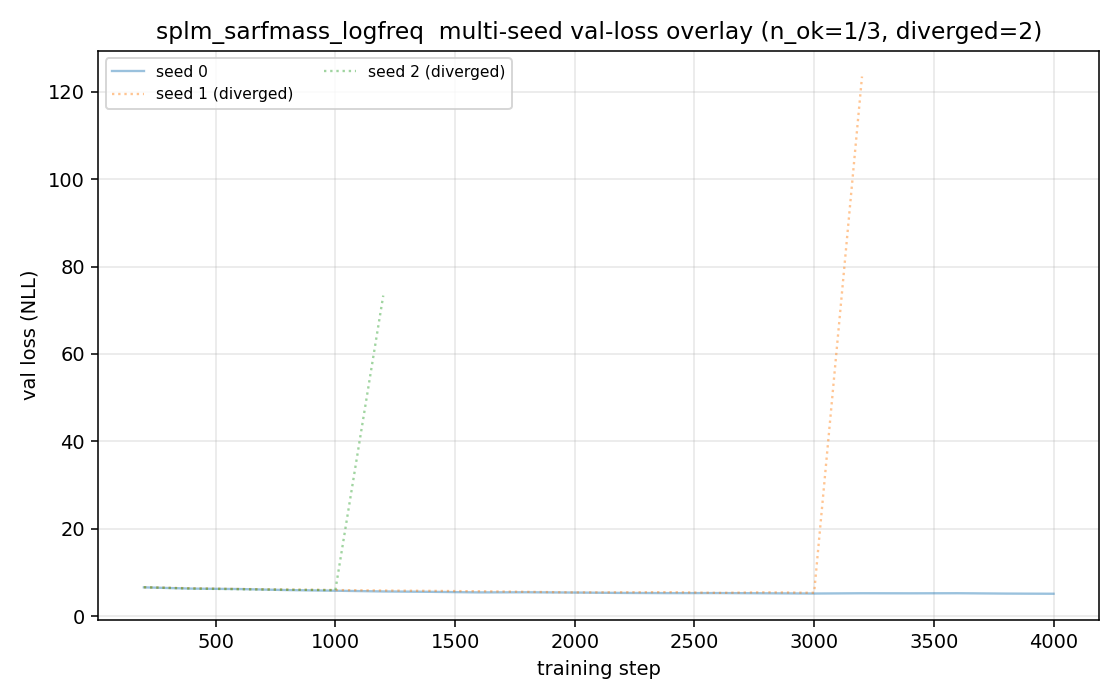 splm_sarfmass_logfreq  multi-seed val-loss overlay (n_ok=1/3, diverged=2)
seed 0
seed 1 (diverged)
seed 2 (diverged)
val loss (NLL)
120
100
80
60
40
20
0
500
1000
1500
2000
2500
3000
3500
4000
training step